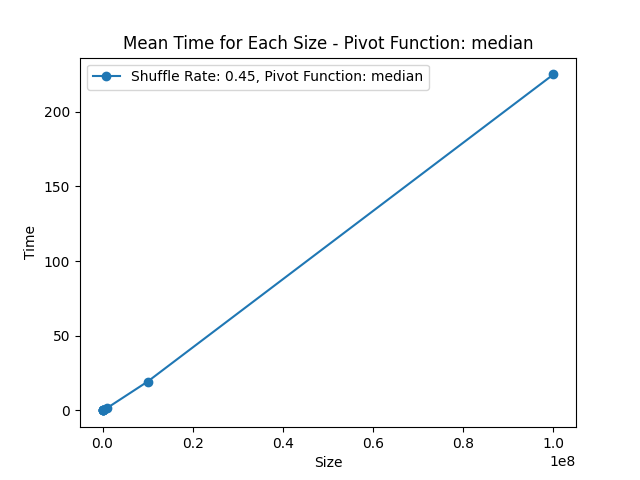 Mean Time for Each Size - Pivot Function: median
Shuffle Rate: 0.45, Pivot Function: median
200
150
100
50
0
Time
0.0 0.2 0.4 0.6 0.8 1.0
1e8
Size